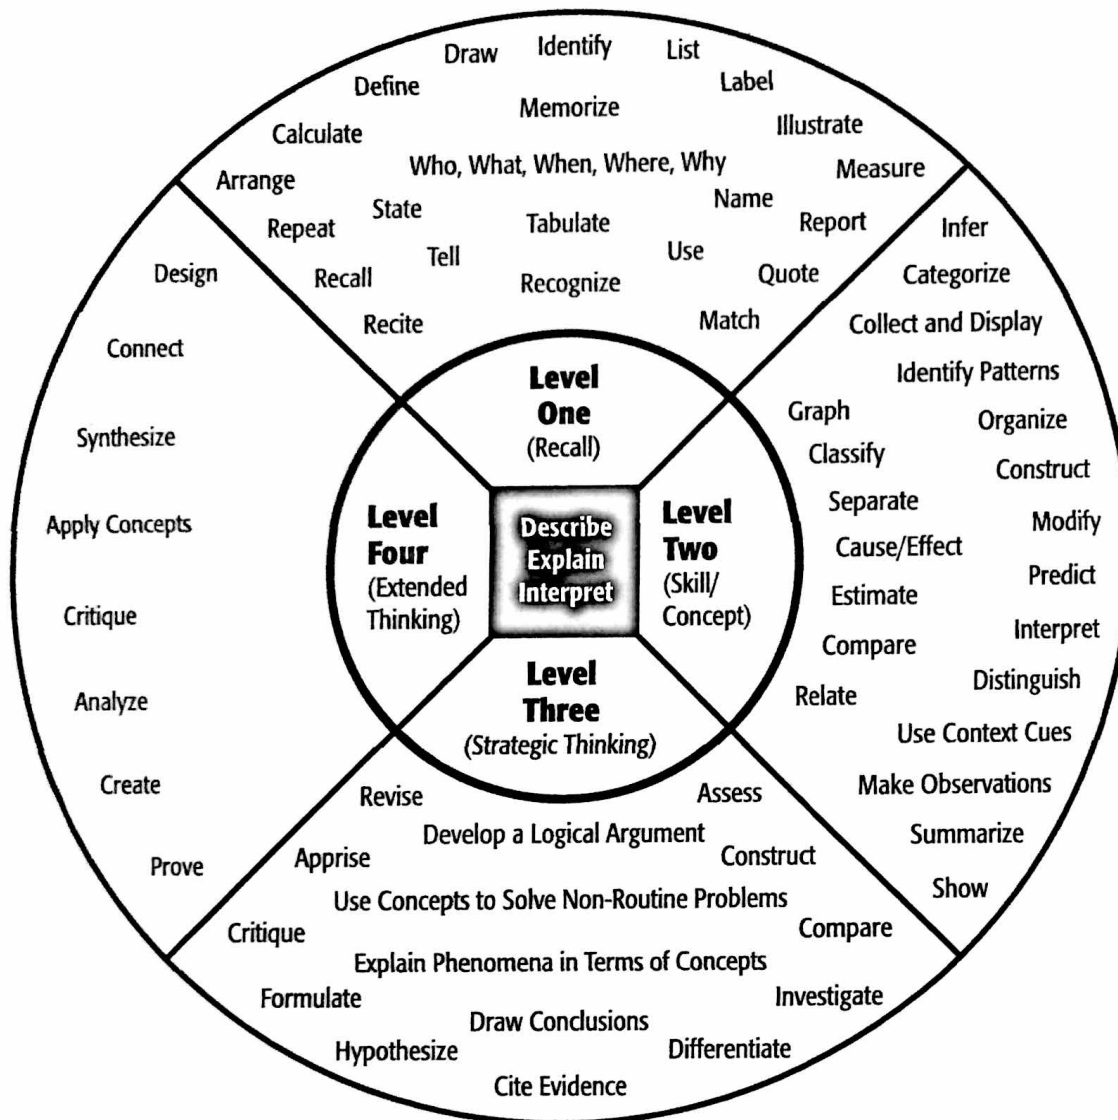 Draw
Identify
List
Define
Label
Memorize
Calculate
Illustrate
Who, What, When, Where, Why
Arrange
Measure
State
Name
Repeat
Tabulate
Report
Tell
Use
Recall
Recognize
Quote
Recite
Match
Infer
Categorize
Collect and Display
Identify Patterns
Graph
Organize
Classify
Construct
Separate
Modify
Cause/Effect
Predict
Estimate
Interpret
Compare
Distinguish
Relate
Use Context Cues
Make Observations
Summarize
Show
Design
Connect
Synthesize
Apply Concepts
Critique
Analyze
Create
Prove
Level
One
(Recall)
Level
Four
(Extended
Thinking)
Describe
Explain
Interpret
Level
Two
(Skill/
Concept)
Level
Three
(Strategic Thinking)
Revise
Assess
Develop a Logical Argument
Apprise
Construct
Use Concepts to Solve Non-Routine Problems
Critique
Compare
Explain Phenomena in Terms of Concepts
Formulate
Investigate
Draw Conclusions
Hypothesize
Differentiate
Cite Evidence